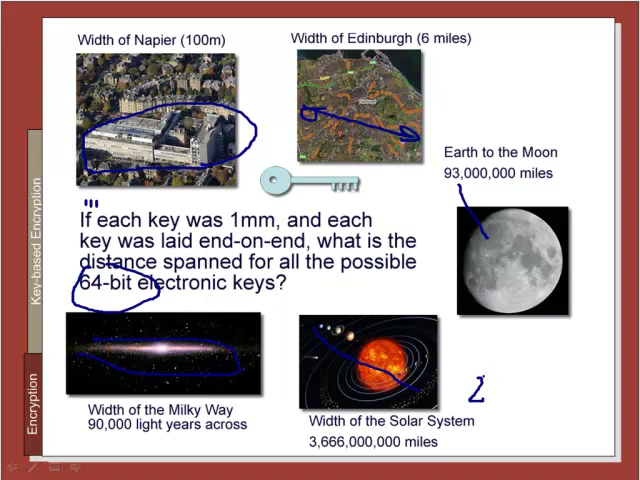 Width of Napier (100m)
Width of Edinburgh (6 miles)
Earth to the Moon
93,000,000 miles
If each key was 1mm, and each
key was laid end-on-end, what is the
distance spanned for all the possible
64-bit electronic keys?
Width of the Milky Way
90,000 light years across
Width of the Solar System
3,666,000,000 miles
2
Key-based Encryption
Encryption